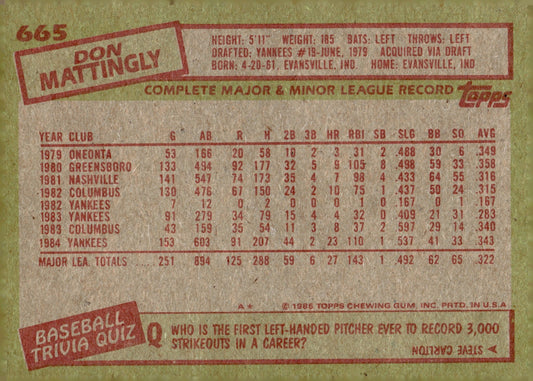 665
DON
MATTINGLY
HEIGHT: 5'11" WEIGHT: 185 BATS: LEFT THROWS: LEFT
DRAFTED: YANKEES #19-JUNE, 1979 ACQUIRED VIA DRAFT
BORN: 4-20-61, EVANSVILLE, IND. HOME: EVANSVILLE, IND
COMPLETE MAJOR & MINOR LEAGUE RECORD topps
YEAR CLUB G AB R H 2B 3B HR RBI SB SLG BB SO AVG
1979 ONEONTA 53 166 20 58 10 2 3 31 2 .488 30 6 .349
1980 GREENSBORO 133 494 92 177 32 5 9 105 8 .498 59 33 .358
1981 NASHVILLE 141 547 74 173 35 4 7 98 4 .433 64 55 .316
1982 COLUMBUS 130 476 67 150 24 2 10 75 1 .437 50 24 .315
1982 YANKEES 7 12 0 2 0 0 0 1 0 .167 0 1 .167
1983 YANKEES 91 279 34 79 15 4 4 32 0 .409 21 31 .283
1983 COLUMBUS 43 159 35 54 11 3 8 37 2 .597 29 14 .340
1984 YANKEES 153 603 91 207 44 2 23 110 1 .537 41 33 .343
MAJOR LEA. TOTALS 251 894 125 288 59 6 27 143 1 .492 62 65 .322
A* © 1985 TOPPS CHEWING GUM, INC. PRTD. IN U.S.A
BASEBALL
TRIVIA QUIZ
Q WHO IS THE FIRST LEFT-HANDED PITCHER EVER TO RECORD 3,000
STRIKEOUTS IN A CAREER?
A STEVE CARLTON